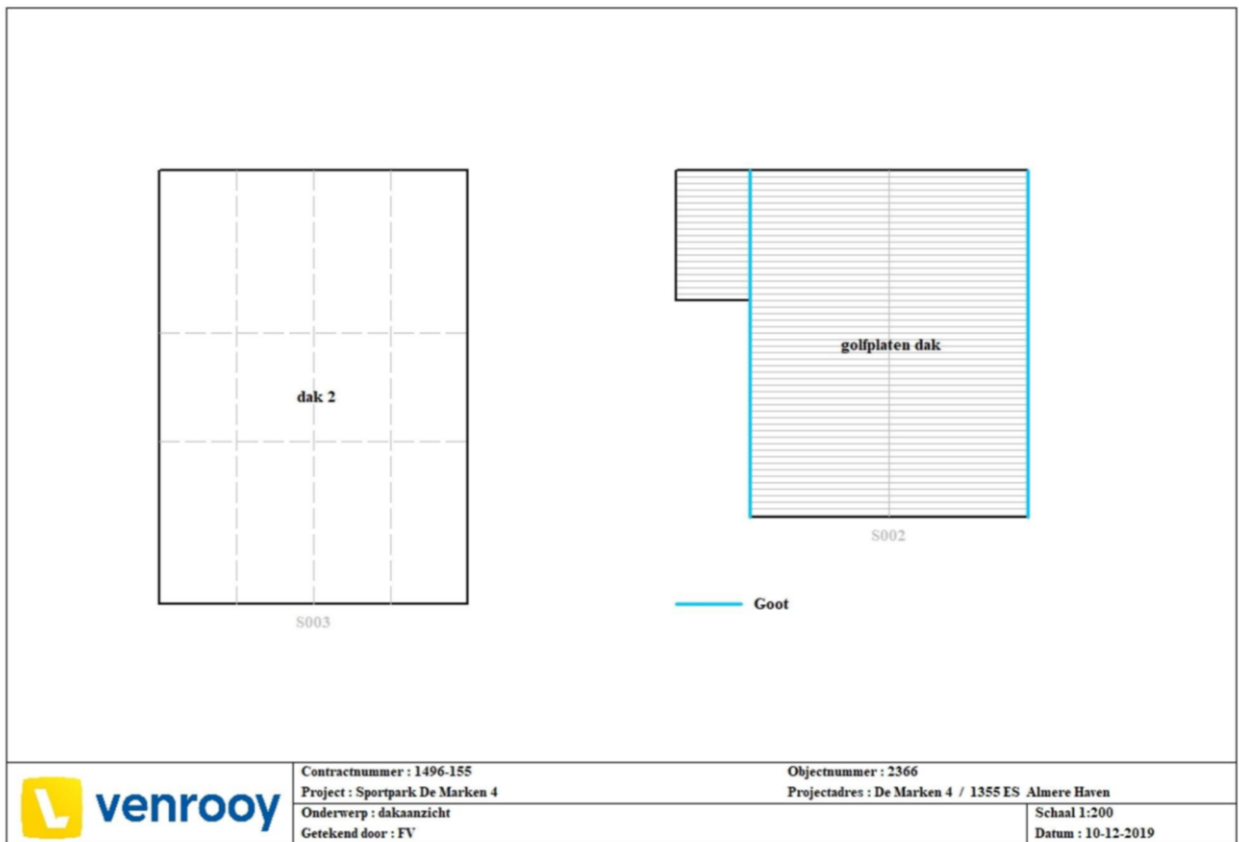 golfplaten dak
dak 2
S002
Goot
S003
venrooy
Contractnummer : 1496-155
Project : Sportpark De Marken 4
Onderwerp : dakaanzicht
Getekend door : FV
Objectnummer : 2366
Projectadres : De Marken 4 / 1355 ES Almere Haven
Schaal 1:200
Datum : 10-12-2019